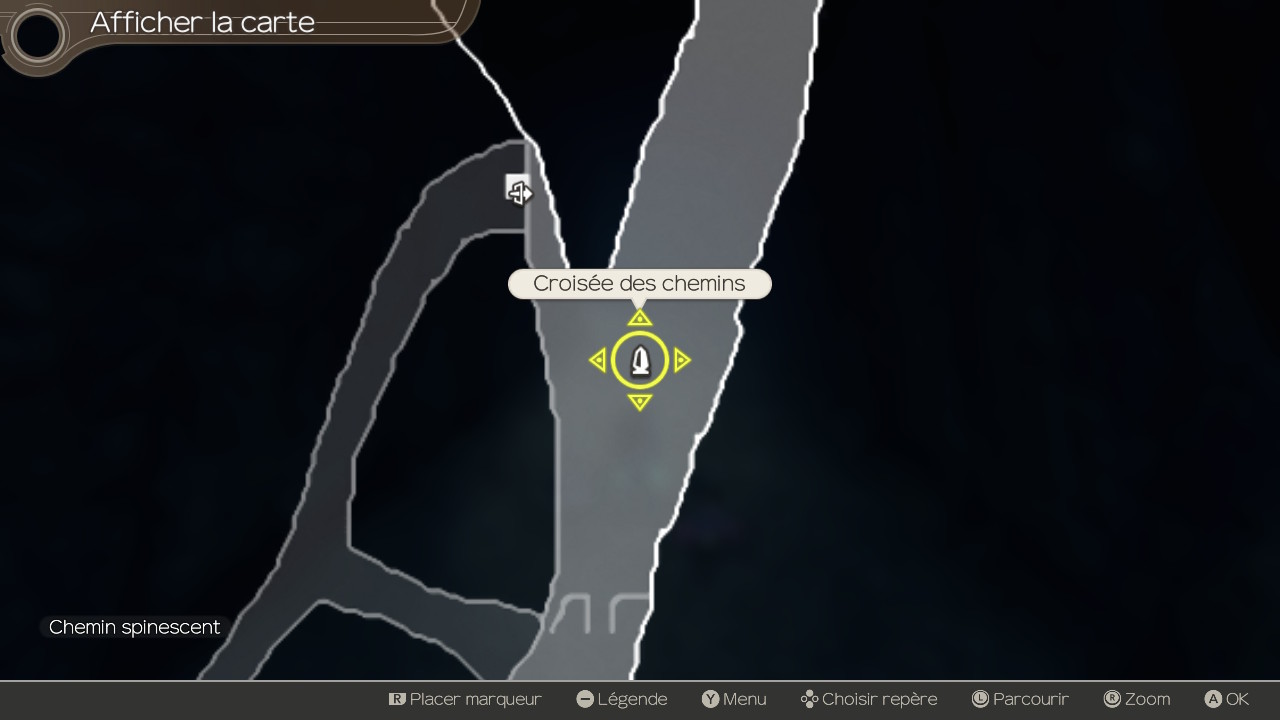 Afficher la carte
Croisée des chemins
Chemin spinescent
R Placer marqueur − Légende Y Menu Choisir repère L Parcourir R Zoom A OK